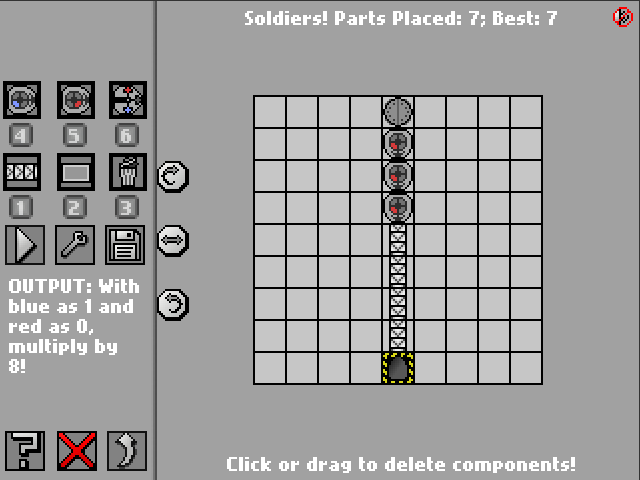 Soldiers! Parts Placed: 7; Best: 7
4 5 6
1 2 3
OUTPUT: With
blue as 1 and
red as 0,
multiply by
8!
?
Click or drag to delete components!